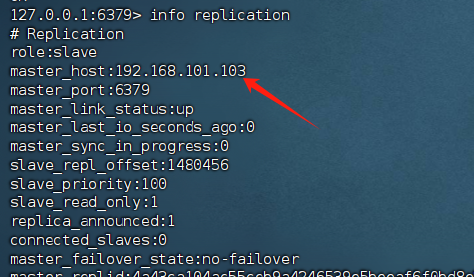 127.0.0.1:6379> info replication
# Replication
role:slave
master_host:192.168.101.103
master_port:6379
master_link_status:up
master_last_io_seconds_ago:0
master_sync_in_progress:0
slave_repl_offset:1480456
slave_priority:100
slave_read_only:1
replica_announced:1
connected_slaves:0
master_failover_state:no-failover